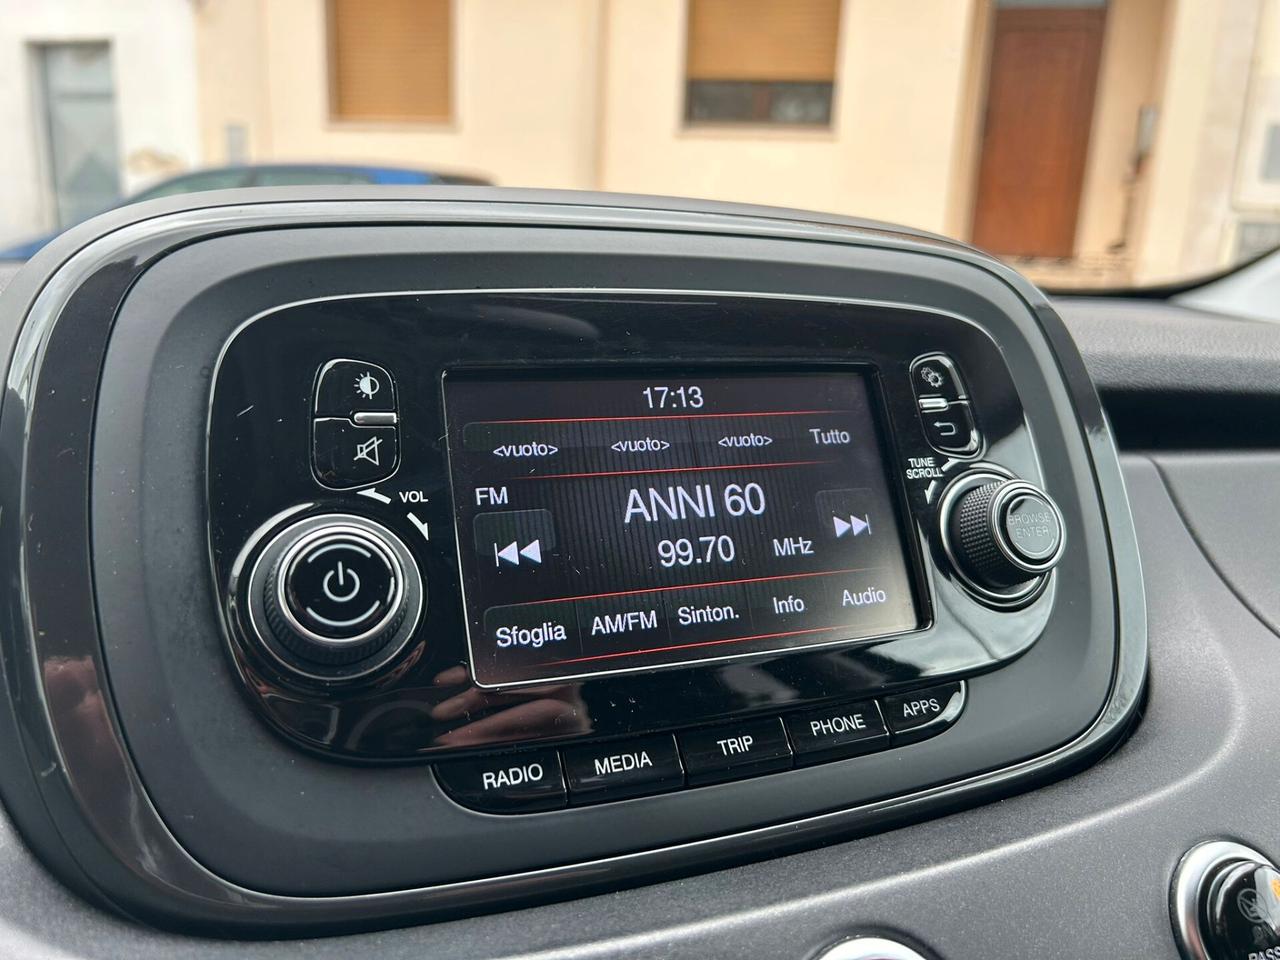 17:13
<vuoto> <vuoto> <vuoto> Tutto
FM
ANNI 60
99.70 MHz
Sfoglia AM/FM Sinton. Info Audio
VOL
TUNE
SCROLL
BROWSE
ENTER
RADIO MEDIA TRIP PHONE APPS
PASS